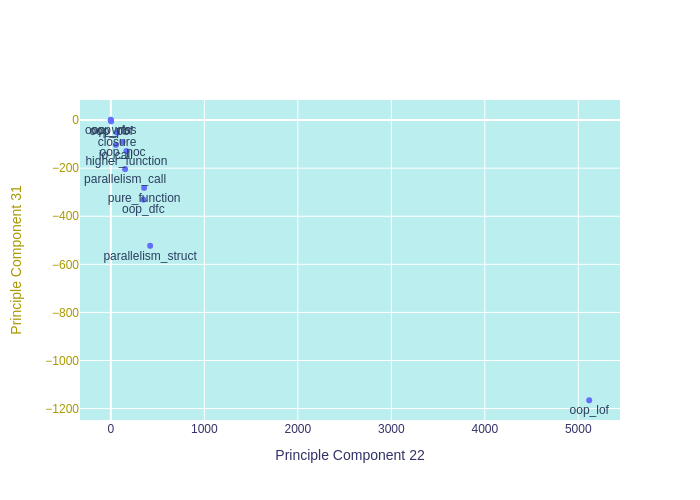 0
−200
−400
−600
−800
−1000
−1200
Principle Component 31
closure
higher_function
parallelism_call
pure_function
oop_dfc
parallelism_struct
oop_lof
0
1000
2000
3000
4000
5000
Principle Component 22